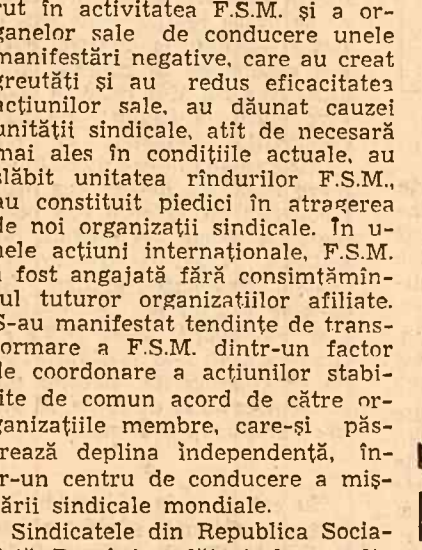 rut în activitatea F.S.M. și a or-
ganelor sale de conducere unele
manifestări negative, care au creat
greutăți și au redus eficacitatea
acțiunilor sale, au dăunat cauzei
unității sindicale, atît de necesară
mai ales în condițiile actuale, au
slăbit unitatea rîndurilor F.S.M.,
au constituit piedici în atragerea
de noi organizații sindicale. În u-
nele acțiuni internaționale, F.S.M.
a fost angajată fără consimțămîn-
tul tuturor organizațiilor afiliate.
S-au manifestat tendințe de trans-
formare a F.S.M. dintr-un factor
de coordonare a acțiunilor stabi-
lite de comun acord de către or-
ganizațiile membre, care-și păs-
trează deplina independență, în-
tr-un centru de conducere a miș-
cării sindicale mondiale.
Sindicatele din Republica Socia-